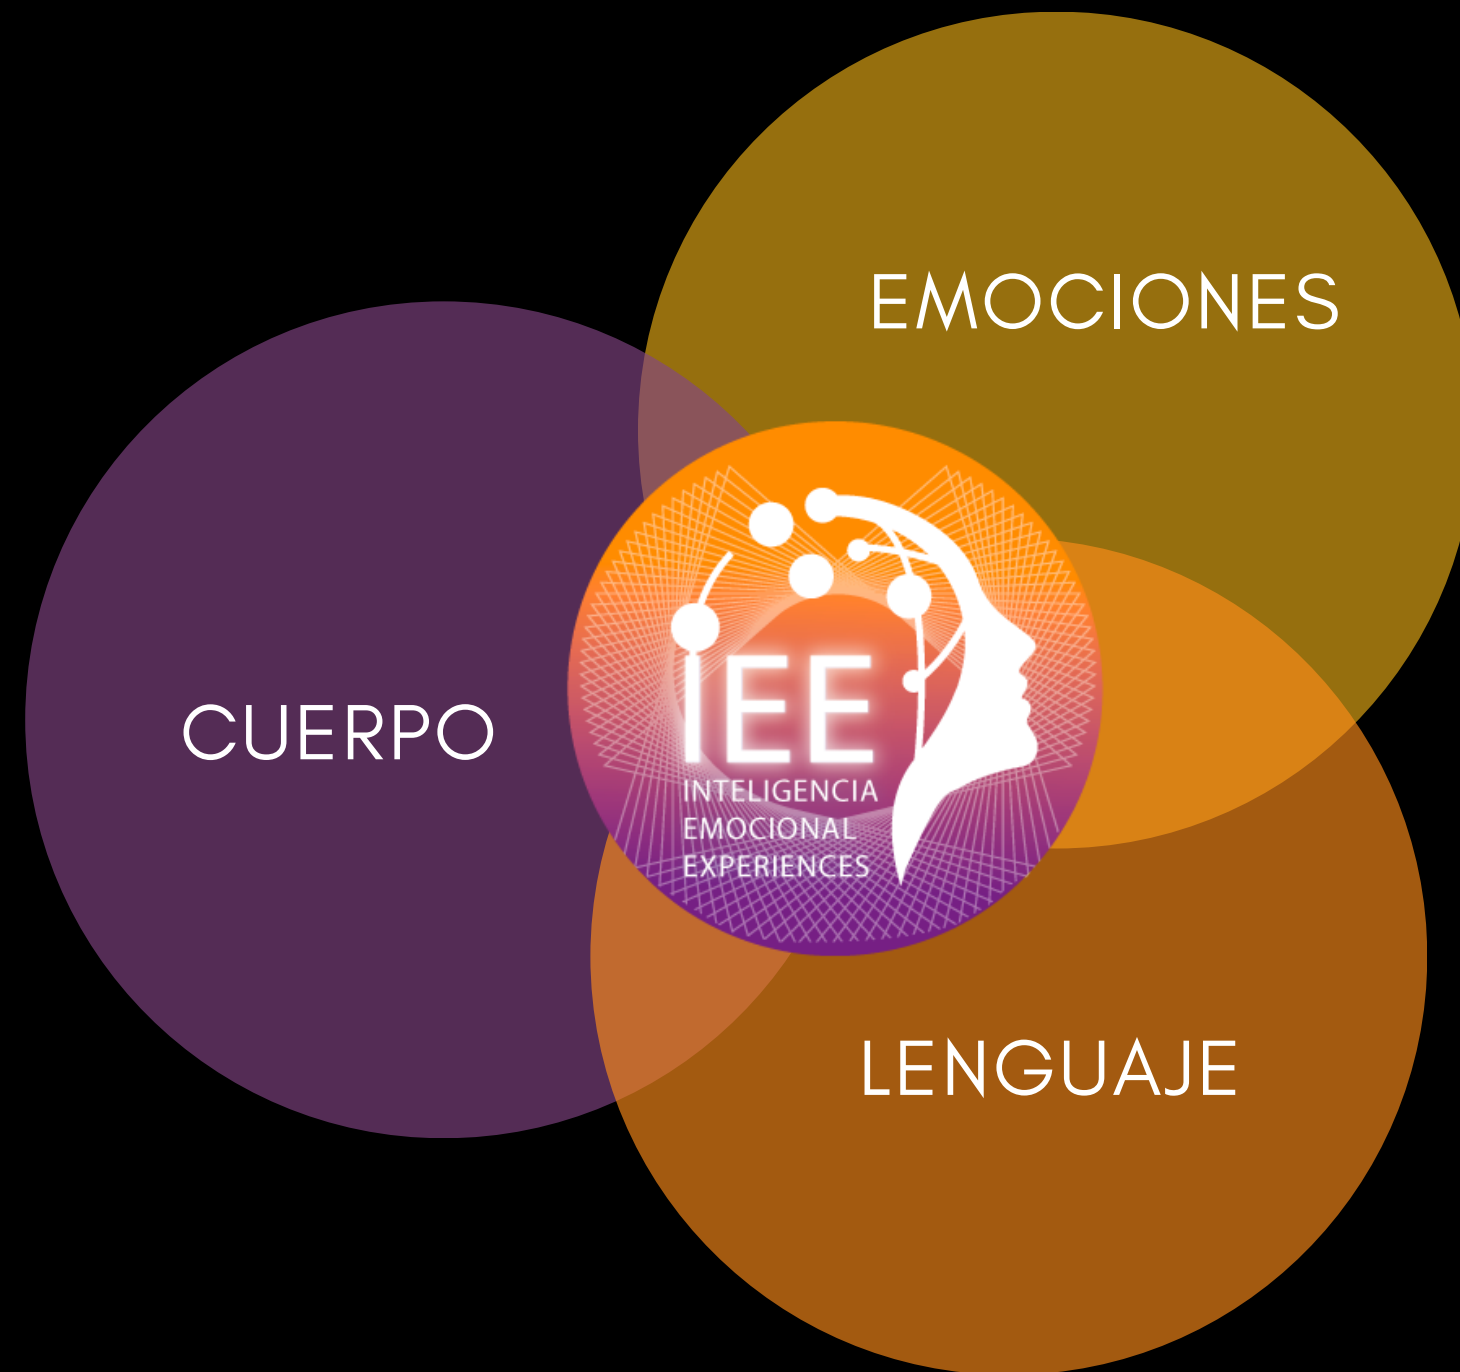 EMOCIONES
CUERPO
IEE
INTELIGENCIA
EMOCIONAL
EXPERIENCES
LENGUAJE